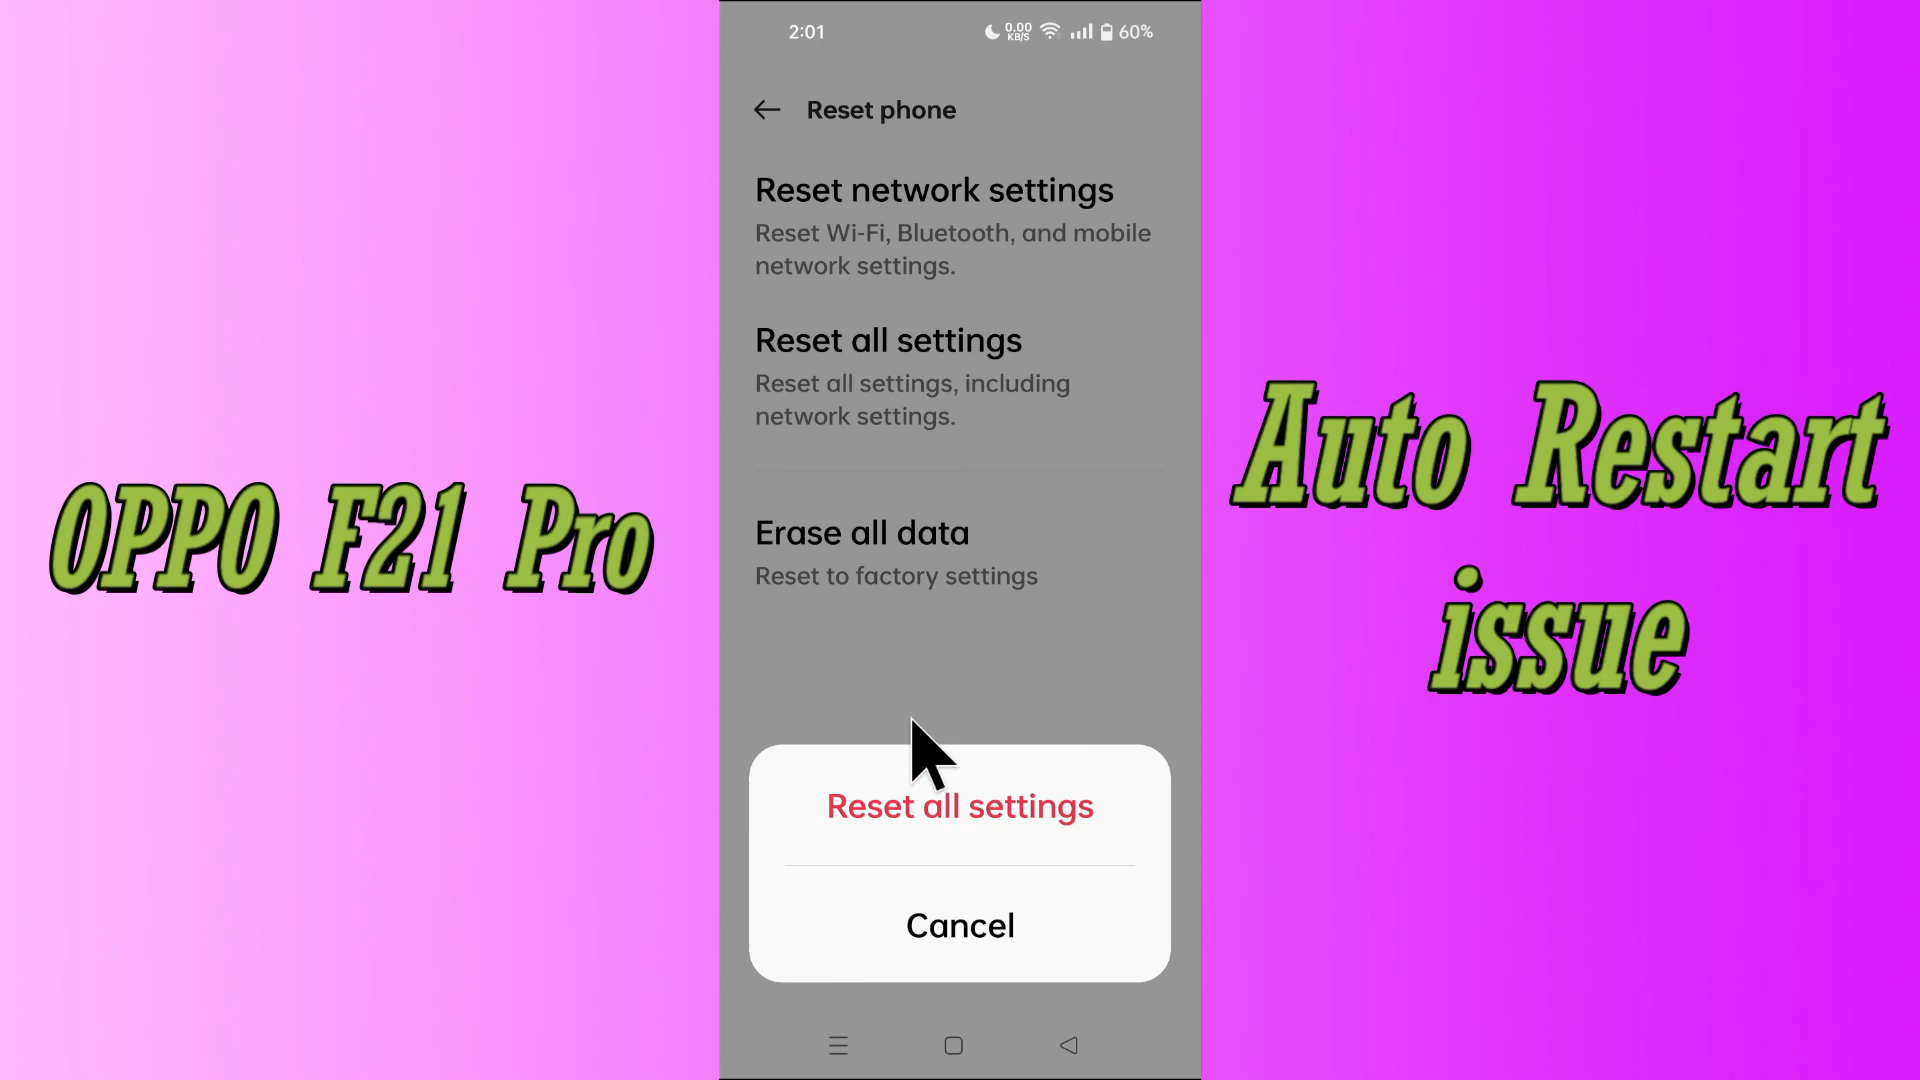 OPPO F21 Pro
2:01
0.00 KB/S
60%
Reset phone
Reset network settings
Reset Wi-Fi, Bluetooth, and mobile
network settings.
Reset all settings
Reset all settings, including
network settings.
Erase all data
Reset to factory settings
Reset all settings
Cancel
Auto Restart
issue